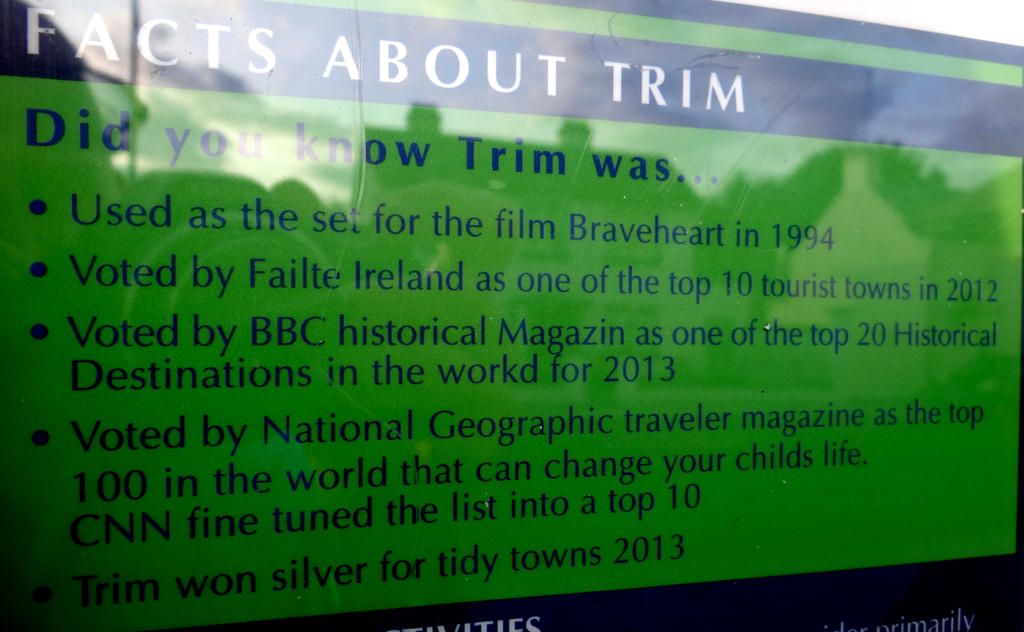 FACTS ABOUT TRIM
Did you know Trim was...
• Used as the set for the film Braveheart in 1994
• Voted by Failte Ireland as one of the top 10 tourist towns in 2012
• Voted by BBC historical Magazin as one of the top 20 Historical
Destinations in the workd for 2013
• Voted by National Geographic traveler magazine as the top
100 in the world that can change your childs life.
CNN fine tuned the list into a top 10
• Trim won silver for tidy towns 2013
primarily